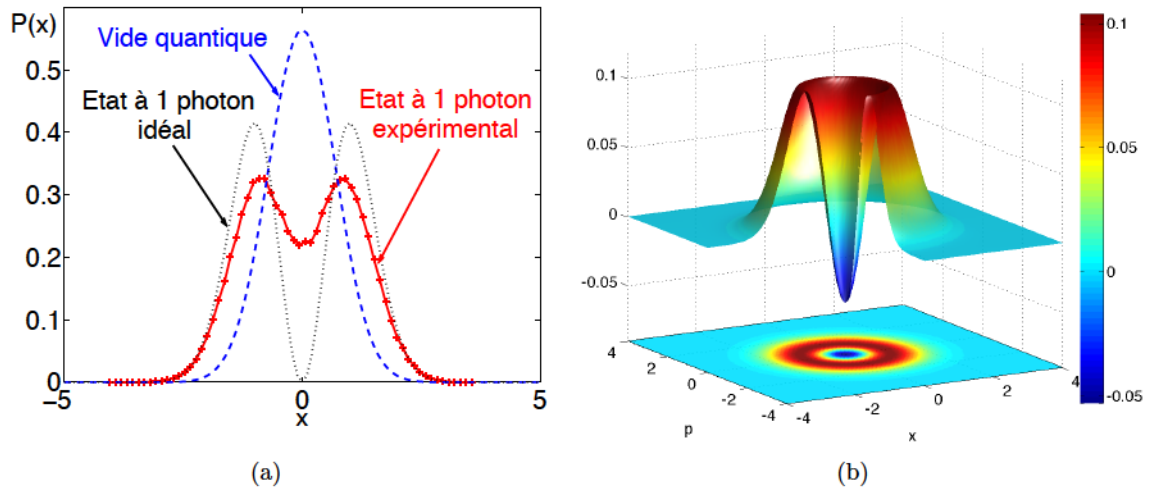 P(x)
0.5
0.4
0.3
0.2
0.1
0
−5
0
5
x
Vide quantique
Etat à 1 photon
idéal
Etat à 1 photon
expérimental
(a)
0.1
0.05
0
-0.05
4
2
0
-2
-4
p
-4
-2
0
2
4
x
0.1
0.05
0
-0.05
(b)